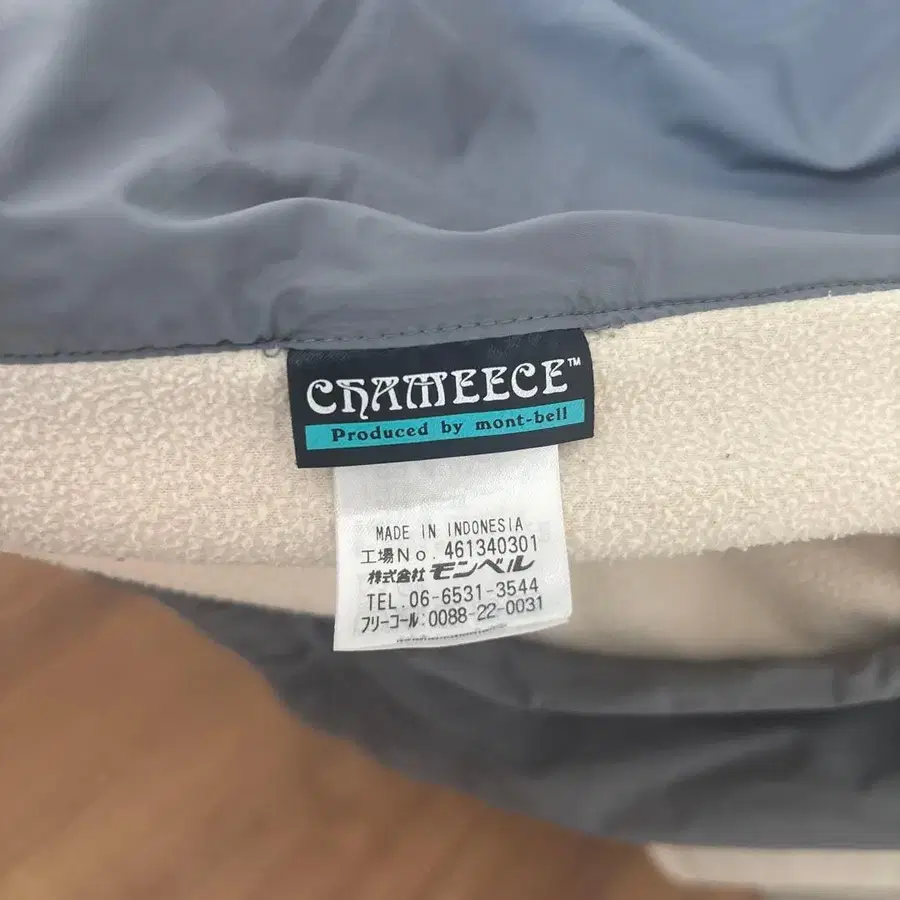 CHAMEECE™
Produced by mont-bell
MADE IN INDONESIA
工場No. 461340301
株式会社 モンベル
TEL. 06-6531-3544
フリーコール:0088-22-0031